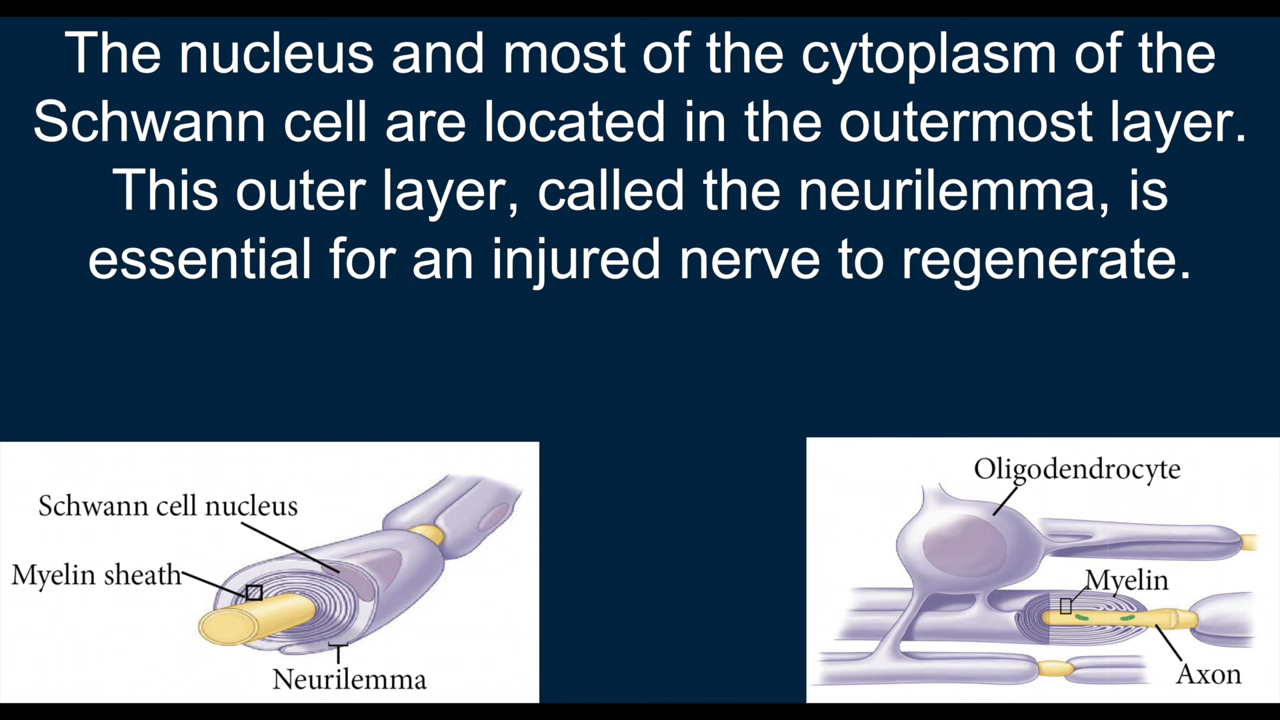 The nucleus and most of the cytoplasm of the
Schwann cell are located in the outermost layer.
This outer layer, called the neurilemma, is
essential for an injured nerve to regenerate.
Schwann cell nucleus
Myelin sheath
Neurilemma
Oligodendrocyte
Myelin
Axon